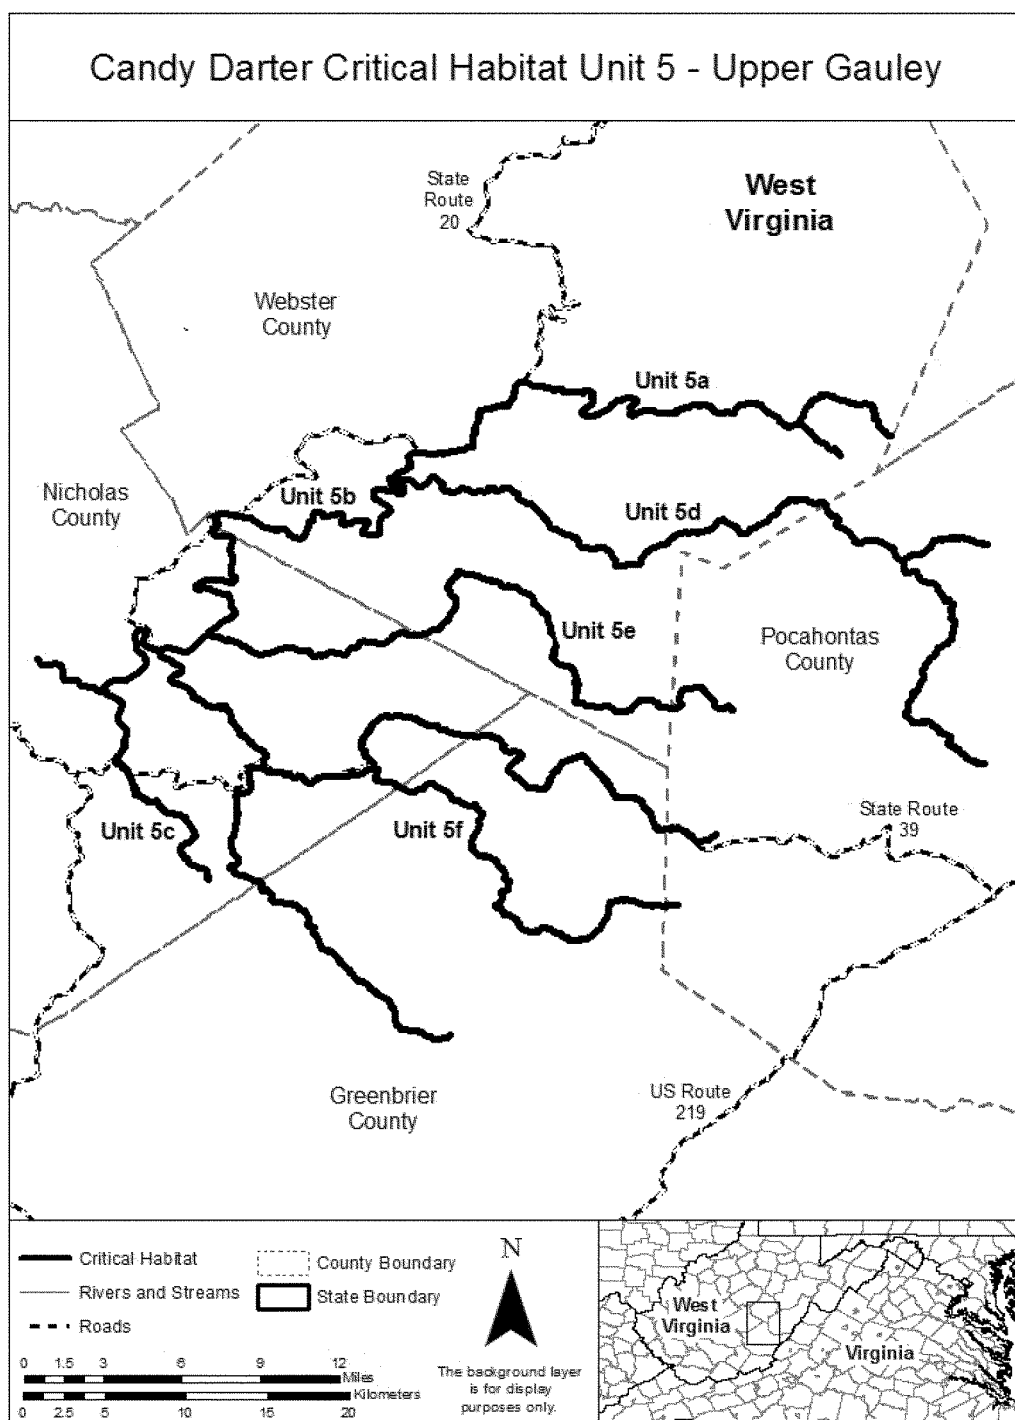 Candy Darter Critical Habitat Unit 5 - Upper Gauley
State
Route
20
West
Virginia
Webster
County
Unit 5a
Nicholas
County
Unit 5b
Unit 5d
Unit 5e
Pocahontas
County
State Route
39
Unit 5c
Unit 5f
Greenbrier
County
US Route
219
Critical Habitat
Rivers and Streams
Roads
County Boundary
State Boundary
N
The background layer
is for display
purposes only.
0 1.5 3 6 9 12
Miles
Kilometers
0 2.5 5 10 15 20
West
Virginia
Virginia